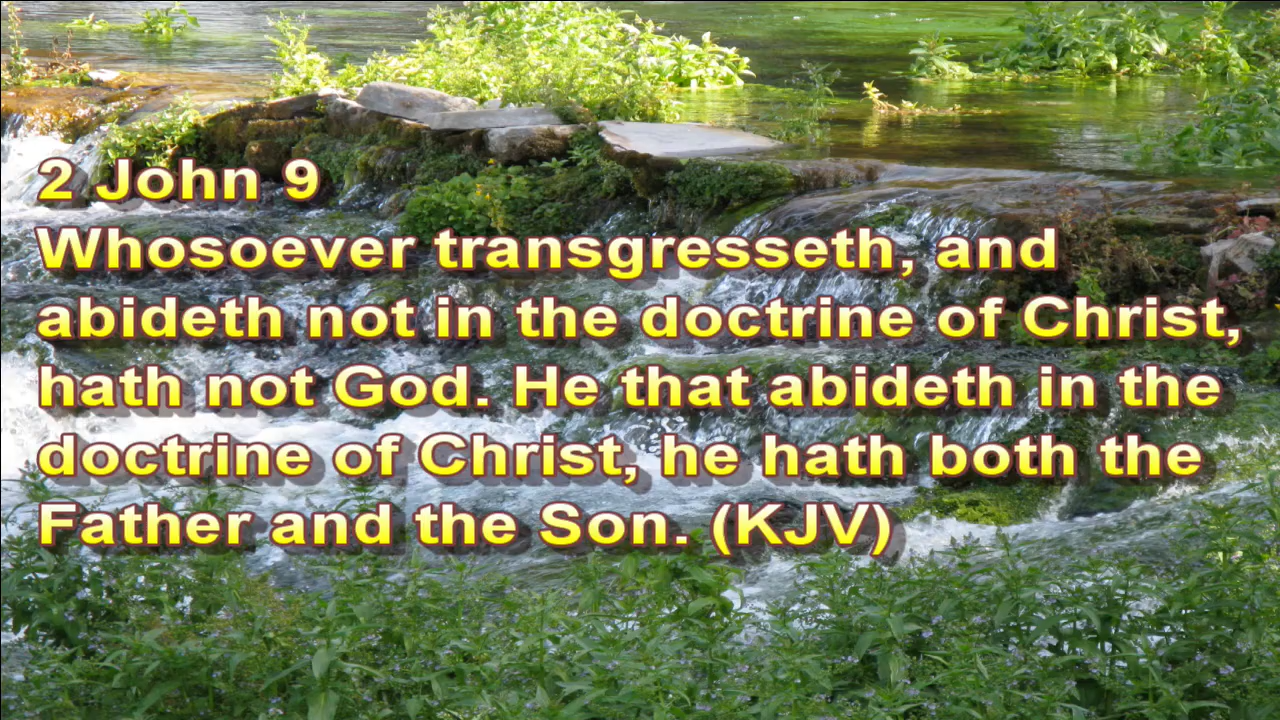 2 John 9
Whosoever transgresseth, and
abideth not in the doctrine of Christ,
hath not God. He that abideth in the
doctrine of Christ, he hath both the
Father and the Son. (KJV)